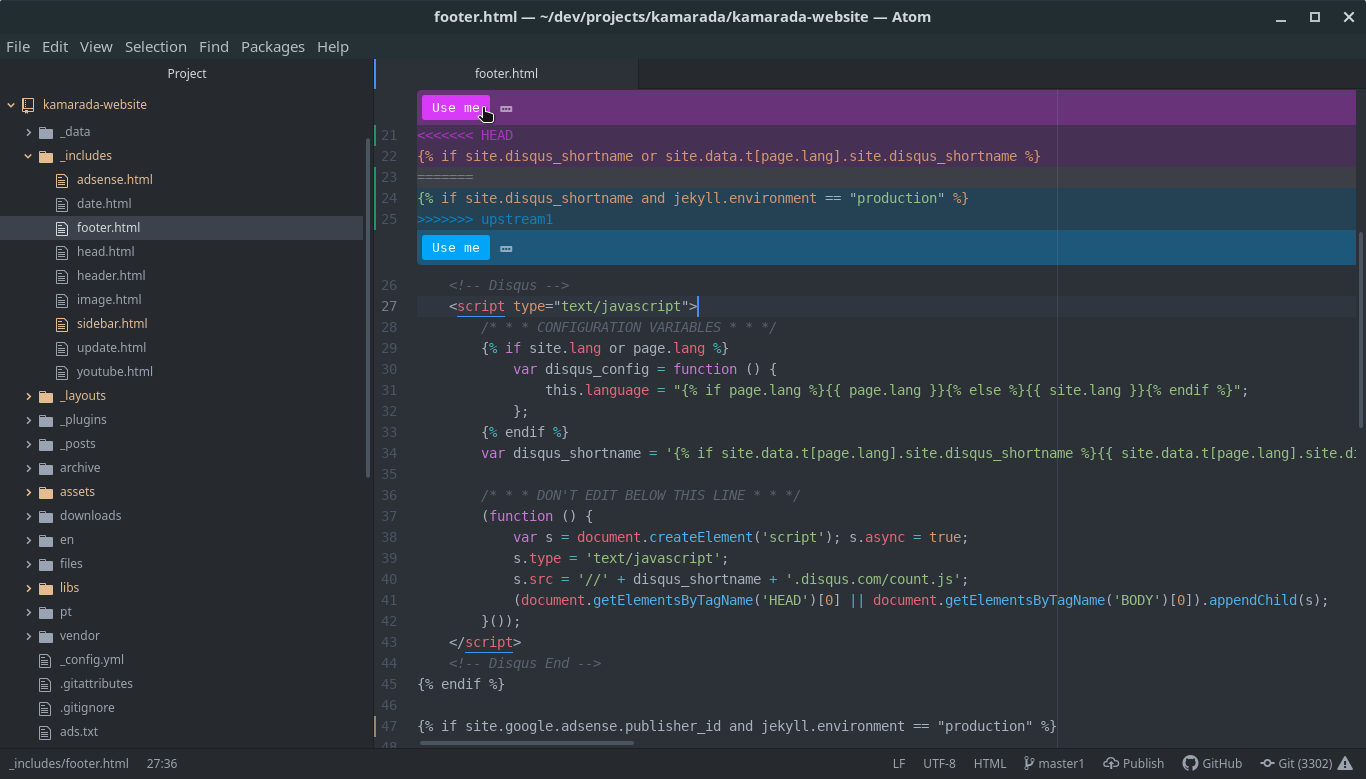 footer.html — ~/dev/projects/kamarada/kamarada-website — Atom
File Edit View Selection Find Packages Help
Project
kamarada-website
_data
_includes
adsense.html
date.html
footer.html
head.html
header.html
image.html
sidebar.html
update.html
youtube.html
_layouts
_plugins
_posts
archive
assets
downloads
en
files
libs
pt
vendor
_config.yml
.gitattributes
.gitignore
ads.txt
footer.html
Use me
21 <<<<<<< HEAD
22 {% if site.disqus_shortname or site.data.t[page.lang].site.disqus_shortname %}
23 =======
24 {% if site.disqus_shortname and jekyll.environment == "production" %}
25 >>>>>>> upstream1
Use me
26     <!-- Disqus -->
27     <script type="text/javascript">
28         /* * * CONFIGURATION VARIABLES * * */
29         {% if site.lang or page.lang %}
30             var disqus_config = function () {
31                 this.language = "{% if page.lang %}{{ page.lang }}{% else %}{{ site.lang }}{% endif %}";
32             };
33         {% endif %}
34         var disqus_shortname = '{% if site.data.t[page.lang].site.disqus_shortname %}{{ site.data.t[page.lang].site.di
35
36         /* * * DON'T EDIT BELOW THIS LINE * * */
37         (function () {
38             var s = document.createElement('script'); s.async = true;
39             s.type = 'text/javascript';
40             s.src = '//' + disqus_shortname + '.disqus.com/count.js';
41             (document.getElementsByTagName('HEAD')[0] || document.getElementsByTagName('BODY')[0]).appendChild(s);
42         }());
43     </script>
44     <!-- Disqus End -->
45 {% endif %}
46
47 {% if site.google.adsense.publisher_id and jekyll.environment == "production" %}
48
_includes/footer.html 27:36 LF UTF-8 HTML master1 Publish GitHub Git (3302)